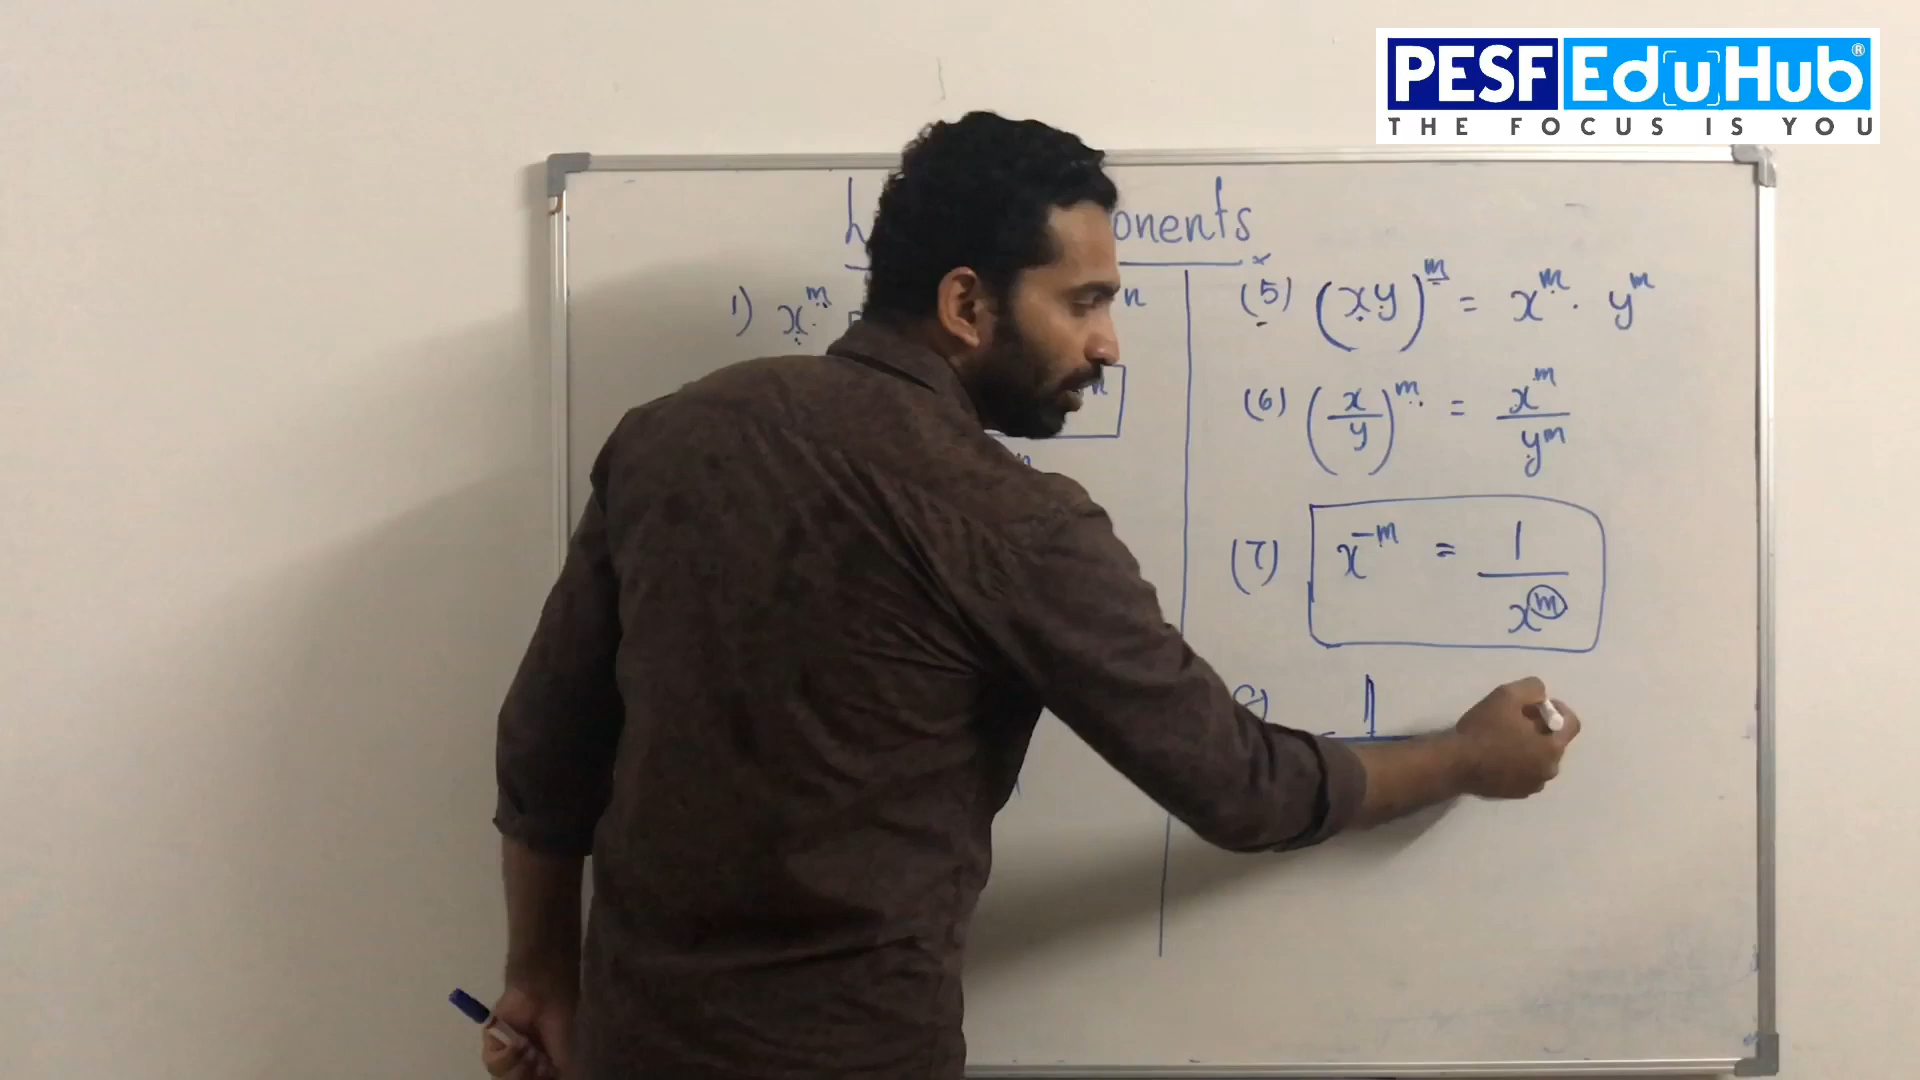 PESF EduHub®
THE FOCUS IS YOU
onents
1) x^m n
n
(5) (xy)^m = x^m . y^m
(6) (x/y)^m = x^m/y^m
(7) x^-m = 1/x^m
1